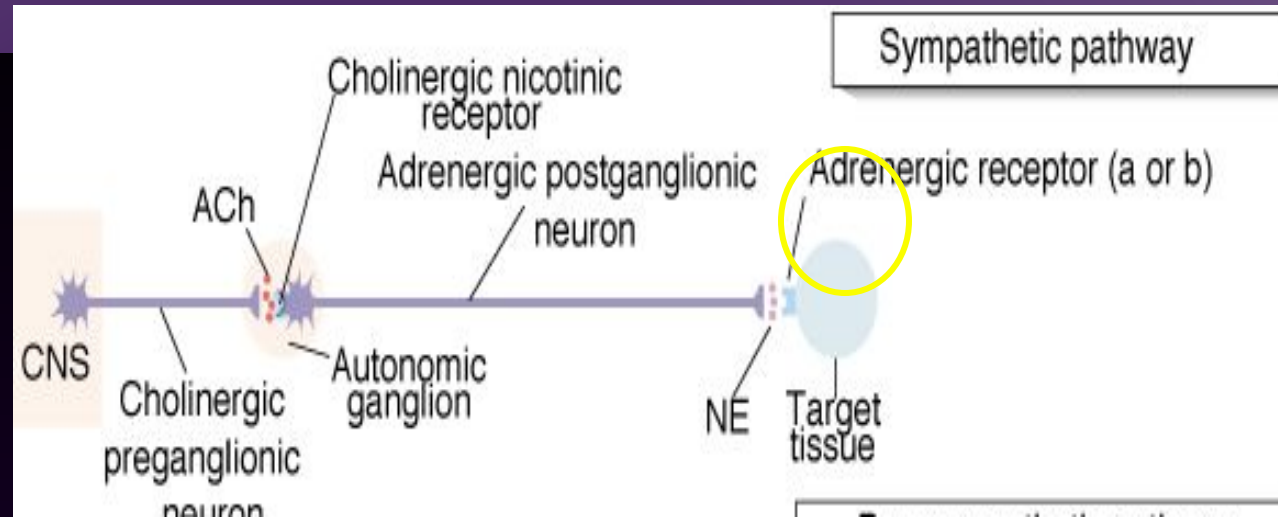 Sympathetic pathway
Cholinergic nicotinic
receptor
Adrenergic postganglionic
neuron
Adrenergic receptor (a or b)
ACh
CNS
Cholinergic
preganglionic
neuron
Autonomic
ganglion
NE
Target
tissue